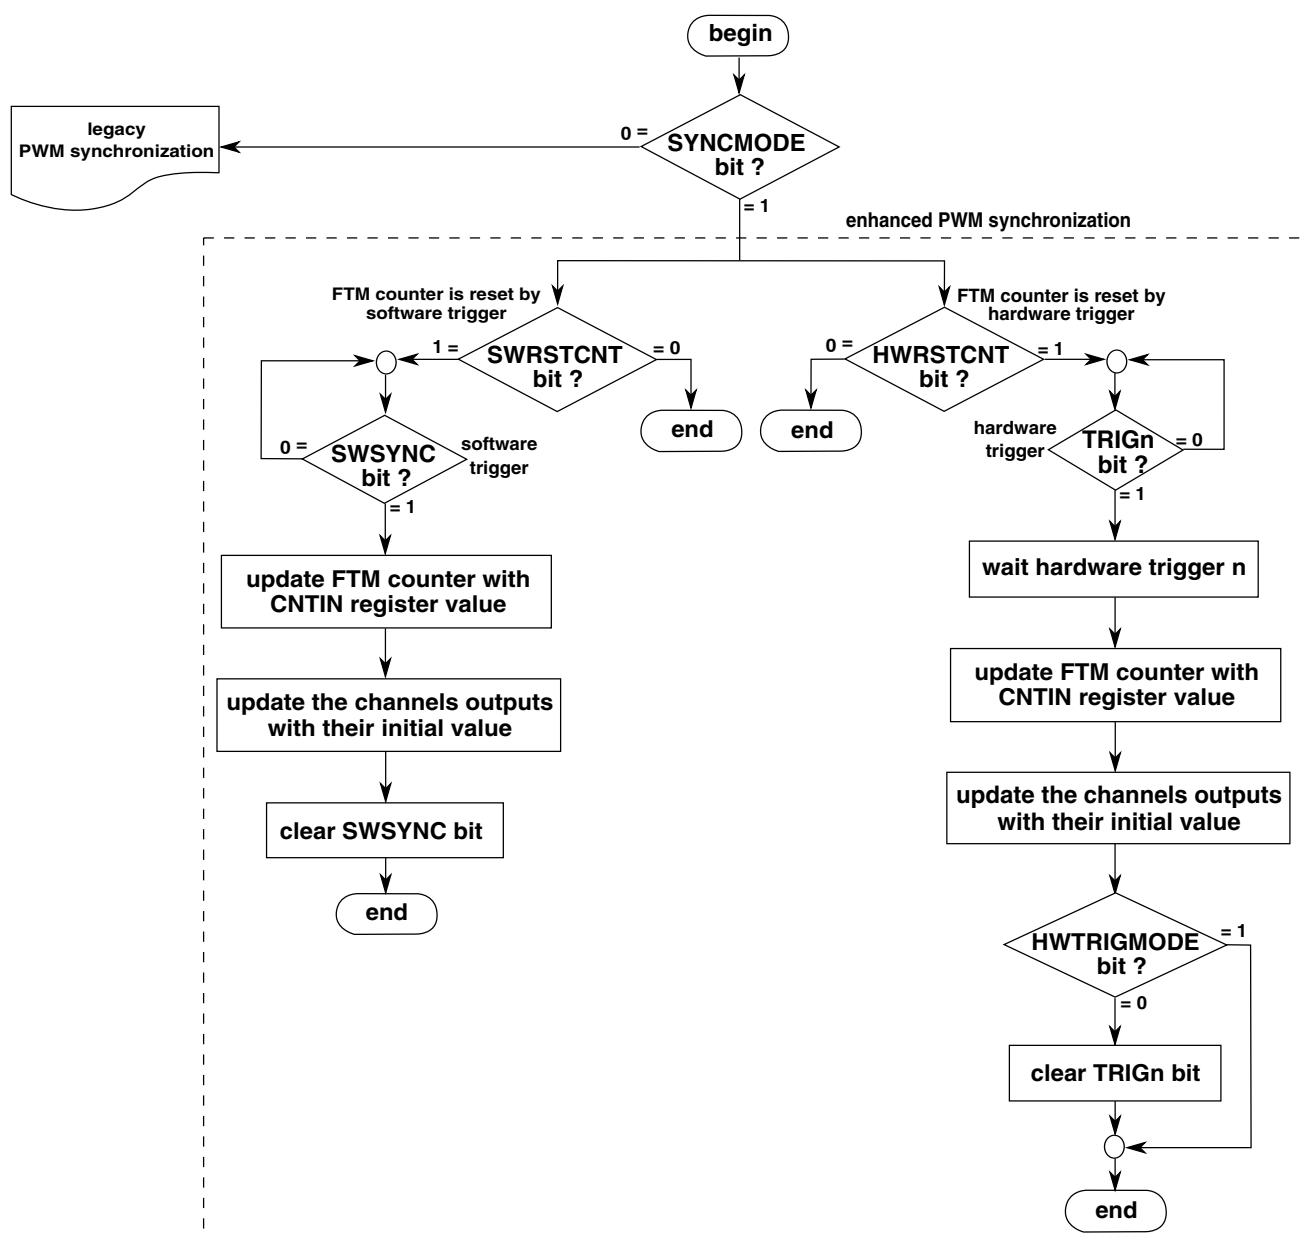 begin
legacy
PWM synchronization
0 =
SYNCMODE
bit ?
= 1
enhanced PWM synchronization
FTM counter is reset by
software trigger
FTM counter is reset by
hardware trigger
1 =
SWRSTCNT
bit ?
= 0
0 =
HWRSTCNT
bit ?
= 1
end
end
0 =
SWSYNC
bit ?
software
trigger
= 1
hardware
trigger
TRIGn
bit ?
= 0
= 1
update FTM counter with
CNTIN register value
wait hardware trigger n
update the channels outputs
with their initial value
update FTM counter with
CNTIN register value
clear SWSYNC bit
update the channels outputs
with their initial value
end
HWTRIGMODE
bit ?
= 1
= 0
clear TRIGn bit
end